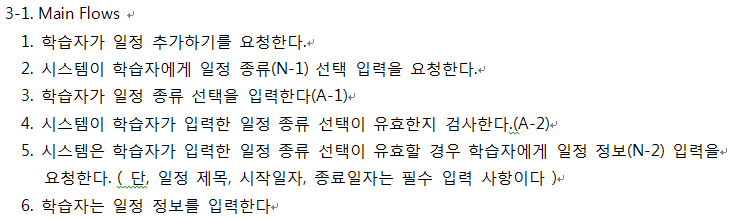 3-1. Main Flows
1. 학습자가 일정 추가하기를 요청한다.
2. 시스템이 학습자에게 일정 종류(N-1) 선택 입력을 요청한다.
3. 학습자가 일정 종류 선택을 입력한다(A-1)
4. 시스템이 학습자가 입력한 일정 종류 선택이 유효한지 검사한다.(A-2)
5. 시스템은 학습자가 입력한 일정 종류 선택이 유효할 경우 학습자에게 일정 정보(N-2) 입력을
요청한다. ( 단, 일정 제목, 시작일자, 종료일자는 필수 입력 사항이다 )
6. 학습자는 일정 정보를 입력한다